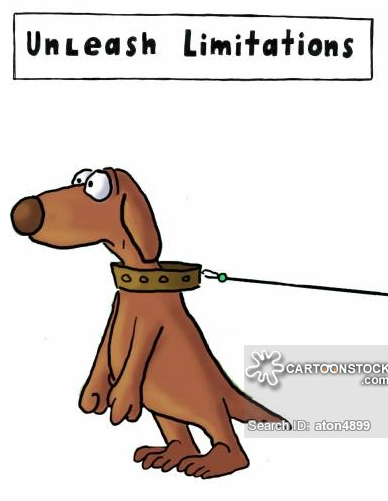 Unleash Limitations
CARTOONSTOCK
.com
Search ID: aton4899